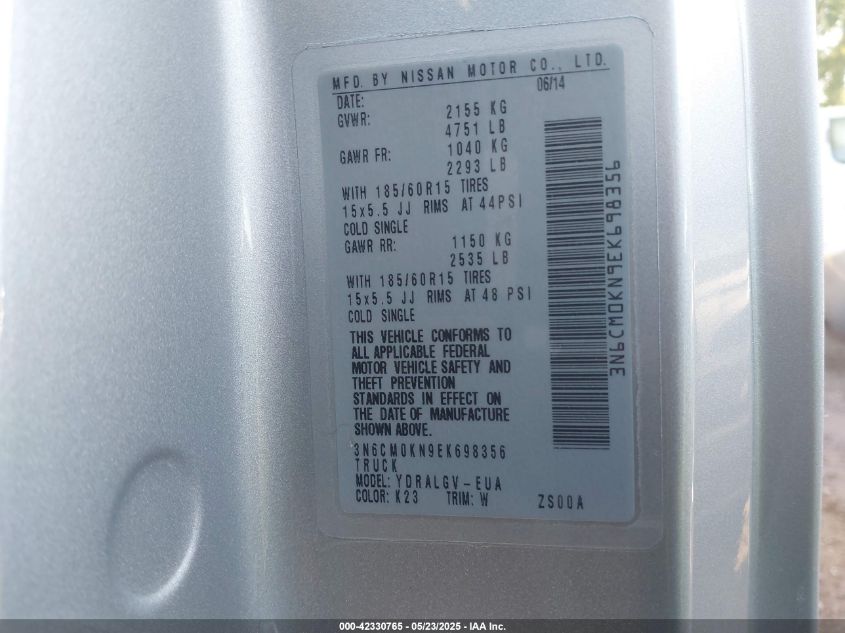 MFD. BY NISSAN MOTOR CO., LTD.
DATE: 06/14
GVWR: 2155 KG
4751 LB
GAWR FR: 1040 KG
2293 LB
WITH 185/60R15 TIRES
15x5.5 JJ RIMS AT 44PSI
COLD SINGLE
GAWR RR: 1150 KG
2535 LB
WITH 185/60R15 TIRES
15x5.5 JJ RIMS AT 48 PSI
COLD SINGLE
THIS VEHICLE CONFORMS TO
ALL APPLICABLE FEDERAL
MOTOR VEHICLE SAFETY AND
THEFT PREVENTION
STANDARDS IN EFFECT ON
THE DATE OF MANUFACTURE
SHOWN ABOVE.
3N6CM0KN9EK698356
TRUCK
MODEL: YDRALGV-EUA
COLOR: K23 TRIM: W ZS00A
3N6CM0KN9EK698356
000-42330765 - 05/23/2025 - IAA Inc.